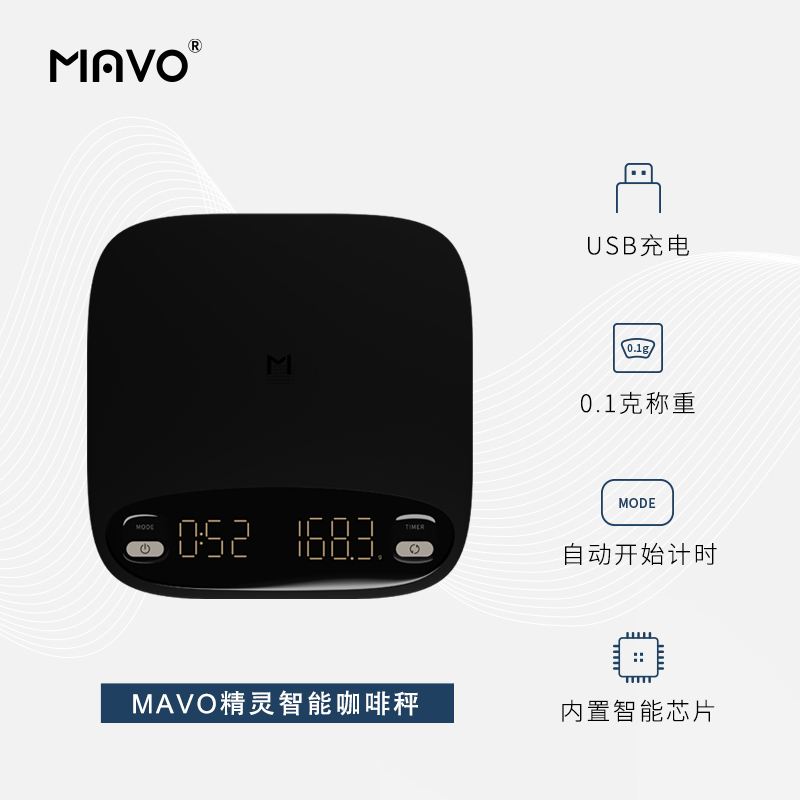 MAVO®
USB充电
0.1g
0.1克称重
MODE
自动开始计时
内置智能芯片
M
MODE
0:52
168.3g
TIMER
MAVO精灵智能咖啡秤